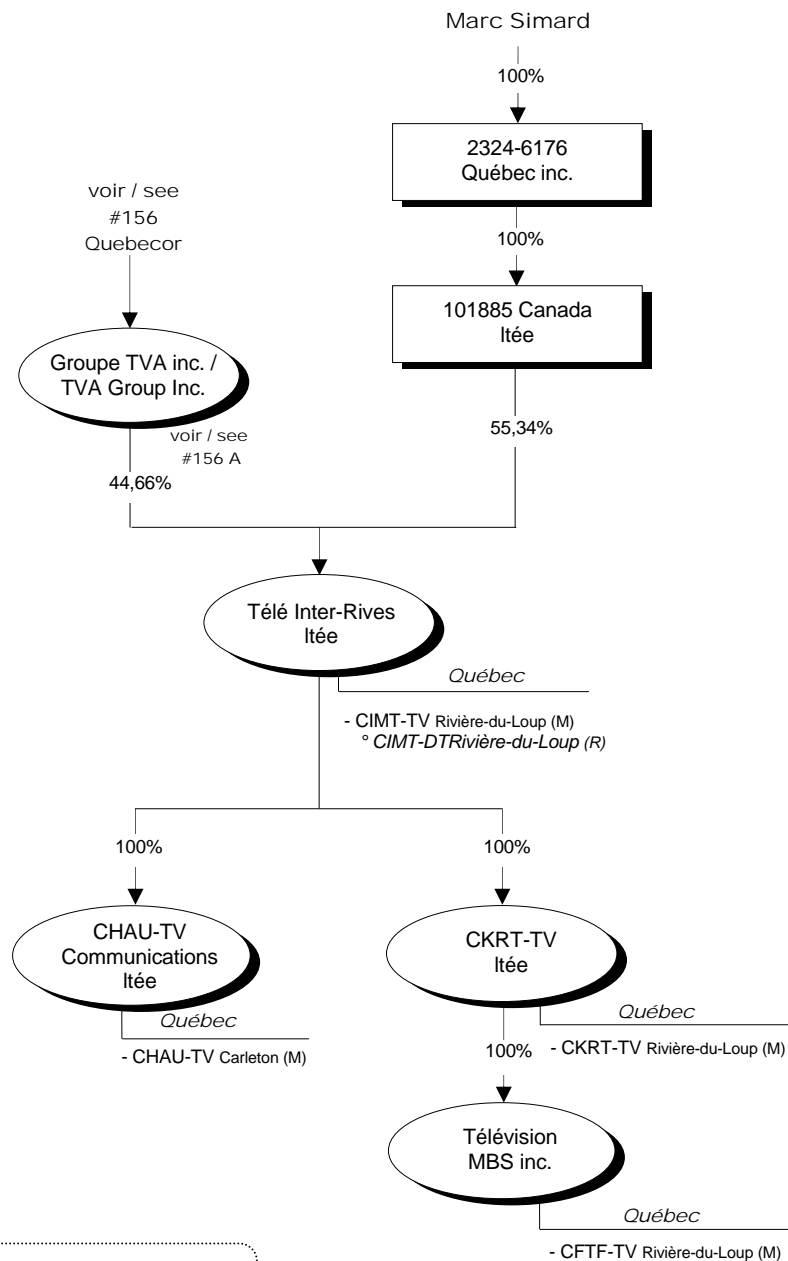 Marc Simard
100%
2324-6176
Québec inc.
voir / see
#156
Quebecor
100%
101885 Canada
ltée
Groupe TVA inc. /
TVA Group Inc.
voir / see
#156 A
55,34%
44,66%
Télé Inter-Rives
ltée
Québec
- CIMT-TV Rivière-du-Loup (M)
° CIMT-DTRivière-du-Loup (R)
100%
100%
CHAU-TV
Communications
ltée
CKRT-TV
ltée
Québec
- CHAU-TV Carleton (M)
Québec
- CKRT-TV Rivière-du-Loup (M)
100%
Télévision
MBS inc.
Québec
- CFTF-TV Rivière-du-Loup (M)